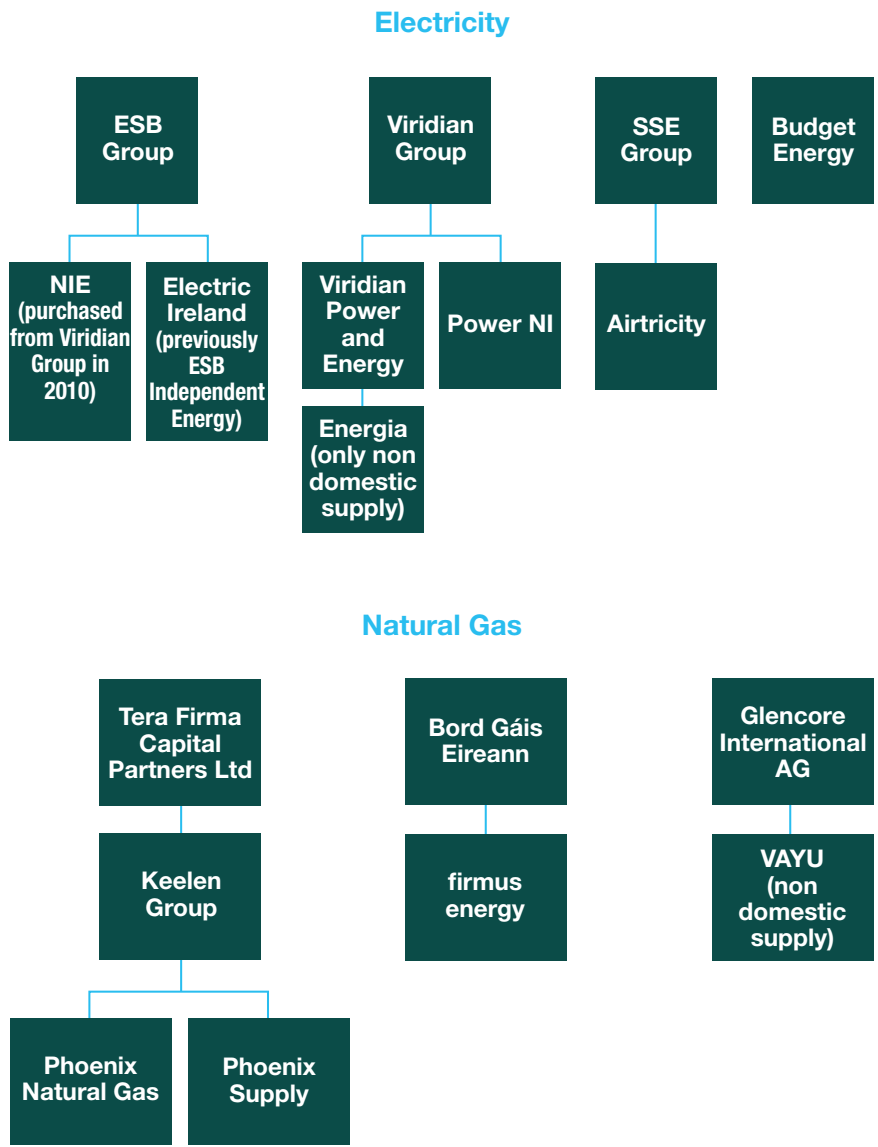 Electricity
ESB
Group
Viridian
Group
SSE
Group
Budget
Energy
NIE
(purchased
from Viridian
Group in
2010)
Electric
Ireland
(previously
ESB
Independent
Energy)
Viridian
Power
and
Energy
Power NI
Airtricity
Energia
(only non
domestic
supply)
Natural Gas
Tera Firma
Capital
Partners Ltd
Bord Gáis
Eireann
Glencore
International
AG
Keelen
Group
firmus
energy
VAYU
(non
domestic
supply)
Phoenix
Natural Gas
Phoenix
Supply